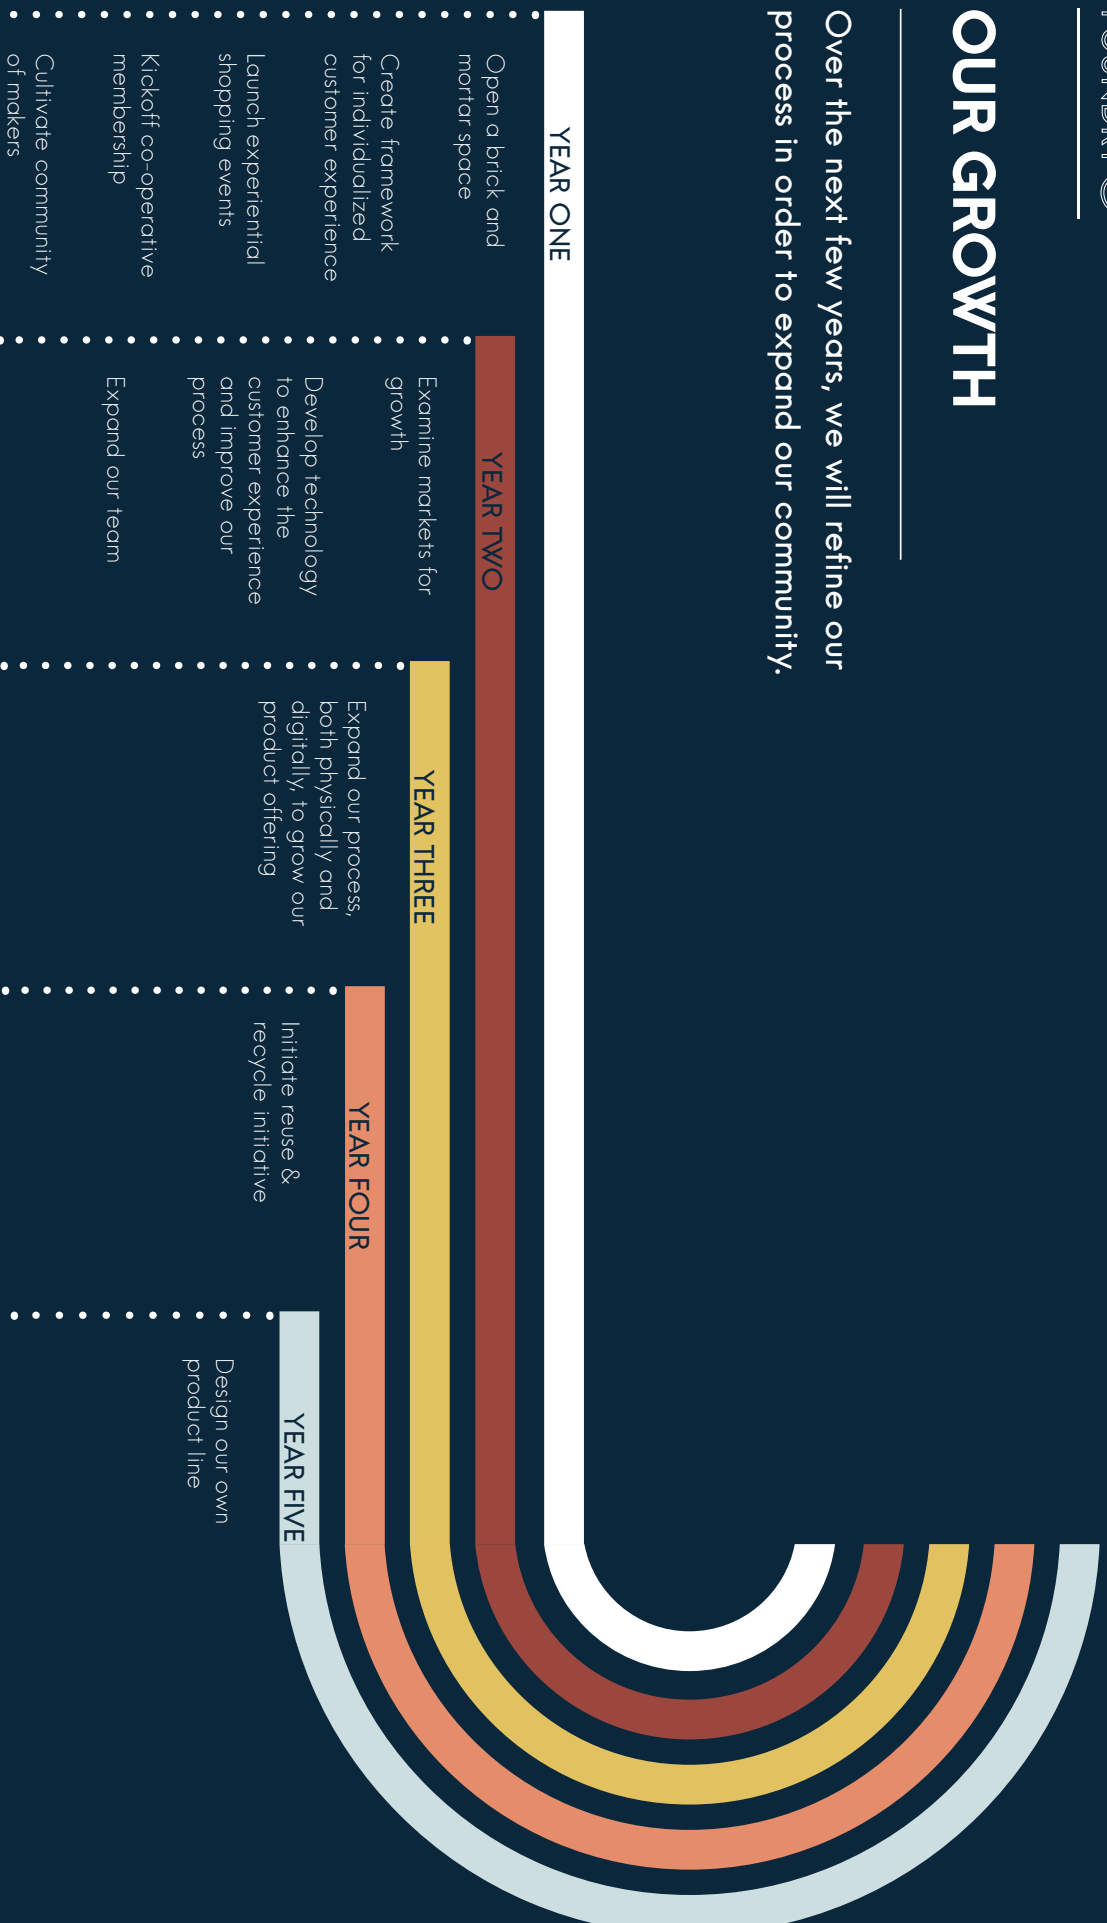 OUR GROWTH
Over the next few years, we will refine our
process in order to expand our community.
YEAR ONE
Open a brick and
mortar space
Create framework
for individualized
customer experience
Launch experiential
shopping events
Kickoff co-operative
membership
Cultivate community
of makers
YEAR TWO
Examine markets for
growth
Develop technology
to enhance the
customer experience
and improve our
process
Expand our team
YEAR THREE
Expand our process,
both physically and
digitally, to grow our
product offering
YEAR FOUR
Initiate reuse &
recycle initiative
YEAR FIVE
Design our own
product line